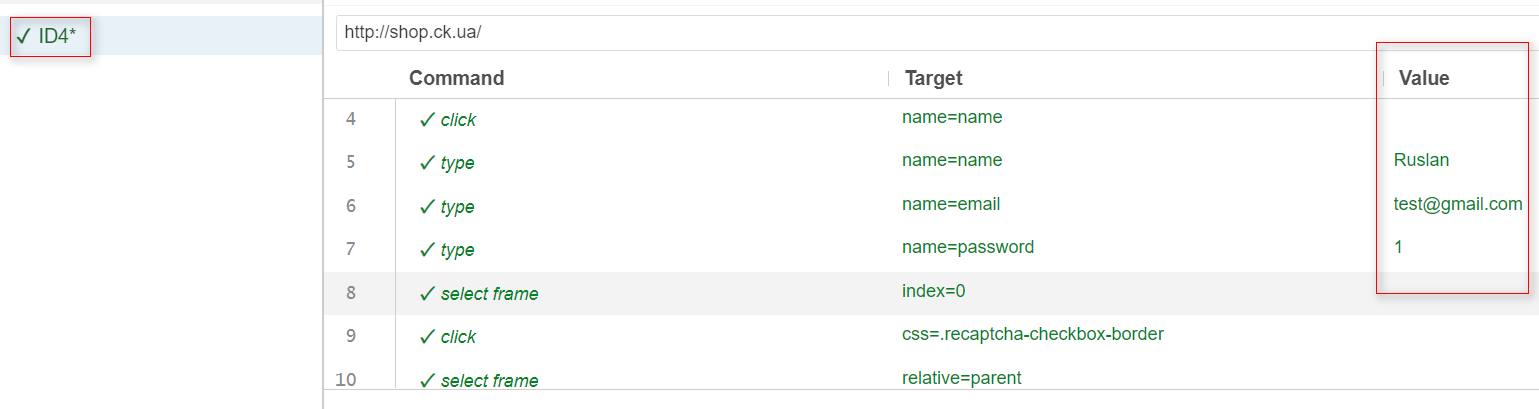 ✓ ID4*
http://shop.ck.ua/
Command Target Value
4 ✓ click name=name
5 ✓ type name=name Ruslan
6 ✓ type name=email test@gmail.com
7 ✓ type name=password 1
8 ✓ select frame index=0
9 ✓ click css=.recaptcha-checkbox-border
10 ✓ select frame relative=parent